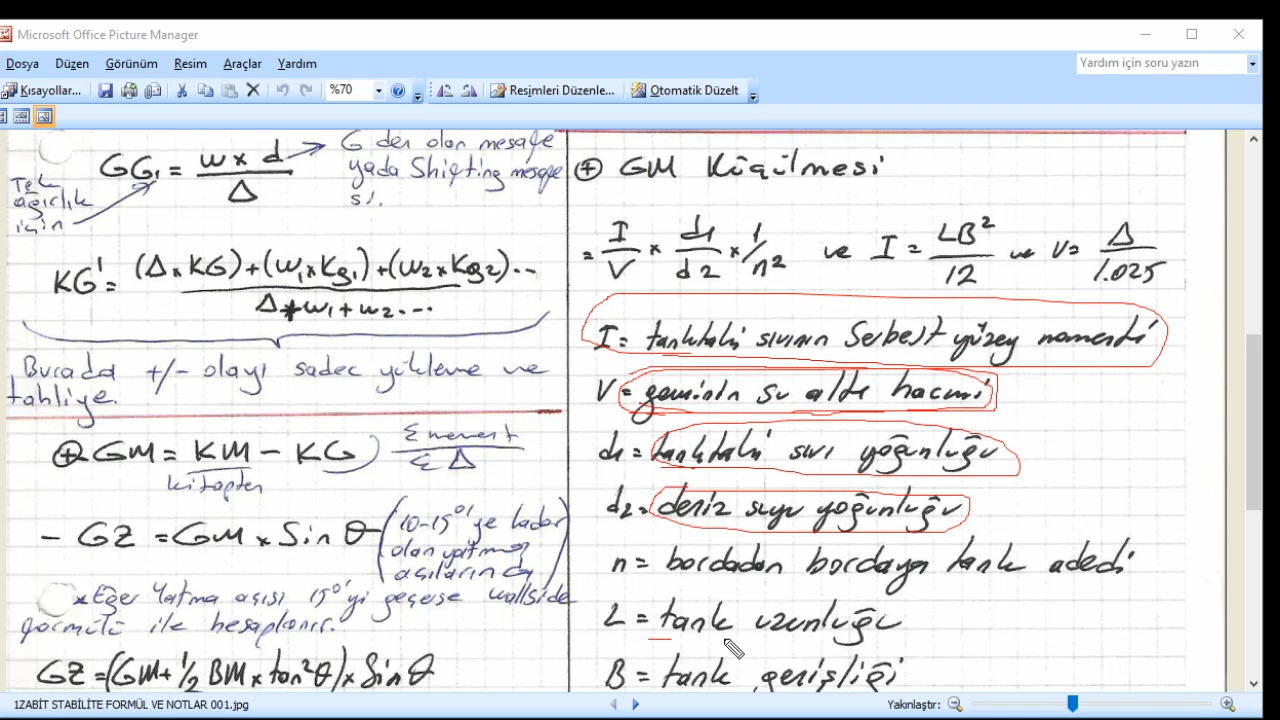 Microsoft Office Picture Manager
Dosya Düzen Görünüm Resim Araçlar Yardım
Yardım için soru yazın
Kısayollar... %70 Resimleri Düzenle... Otomatik Düzelt
GG₁ = w x d / Δ
G den olan mesafe
yada Shifting mesafe
si.
Tek
ağırlık
için
KG' = (Δ x KG) + (w₁ x Kg₁) + (w₂ x Kg₂) ... / Δ + w₁ + w₂ ...
Burada +/- olayı sadec yükleme ve
tahliye.
GM = KM - KG
Σ Δ
kitaptan
- GZ = GM x Sin θ
(10-15°'ye kadar
olan yatma
açılarında)
* Eğer Yatma açısı 15°'yi geçerse wallside
formülü ile hesaplanır.
GZ = (GM + 1/2 BM x tan²θ) x Sin θ
⊕ GM Küçülmesi
= I/V x d1/d2 x 1/n² ve I = LB²/12 ve V = Δ/1.025
I = tanktaki sıvının Serbest yüzey momenti
V = geminin su altı hacmi
d1 = tanktaki sıvı yoğunluğu
d2 = deniz suyu yoğunluğu
n = bordadan bordaya tank adedi
L = tank uzunluğu
B = tank genişliği
1ZABİT STABİLİTE FORMÜL VE NOTLAR 001.jpg
Yakınlaştır: